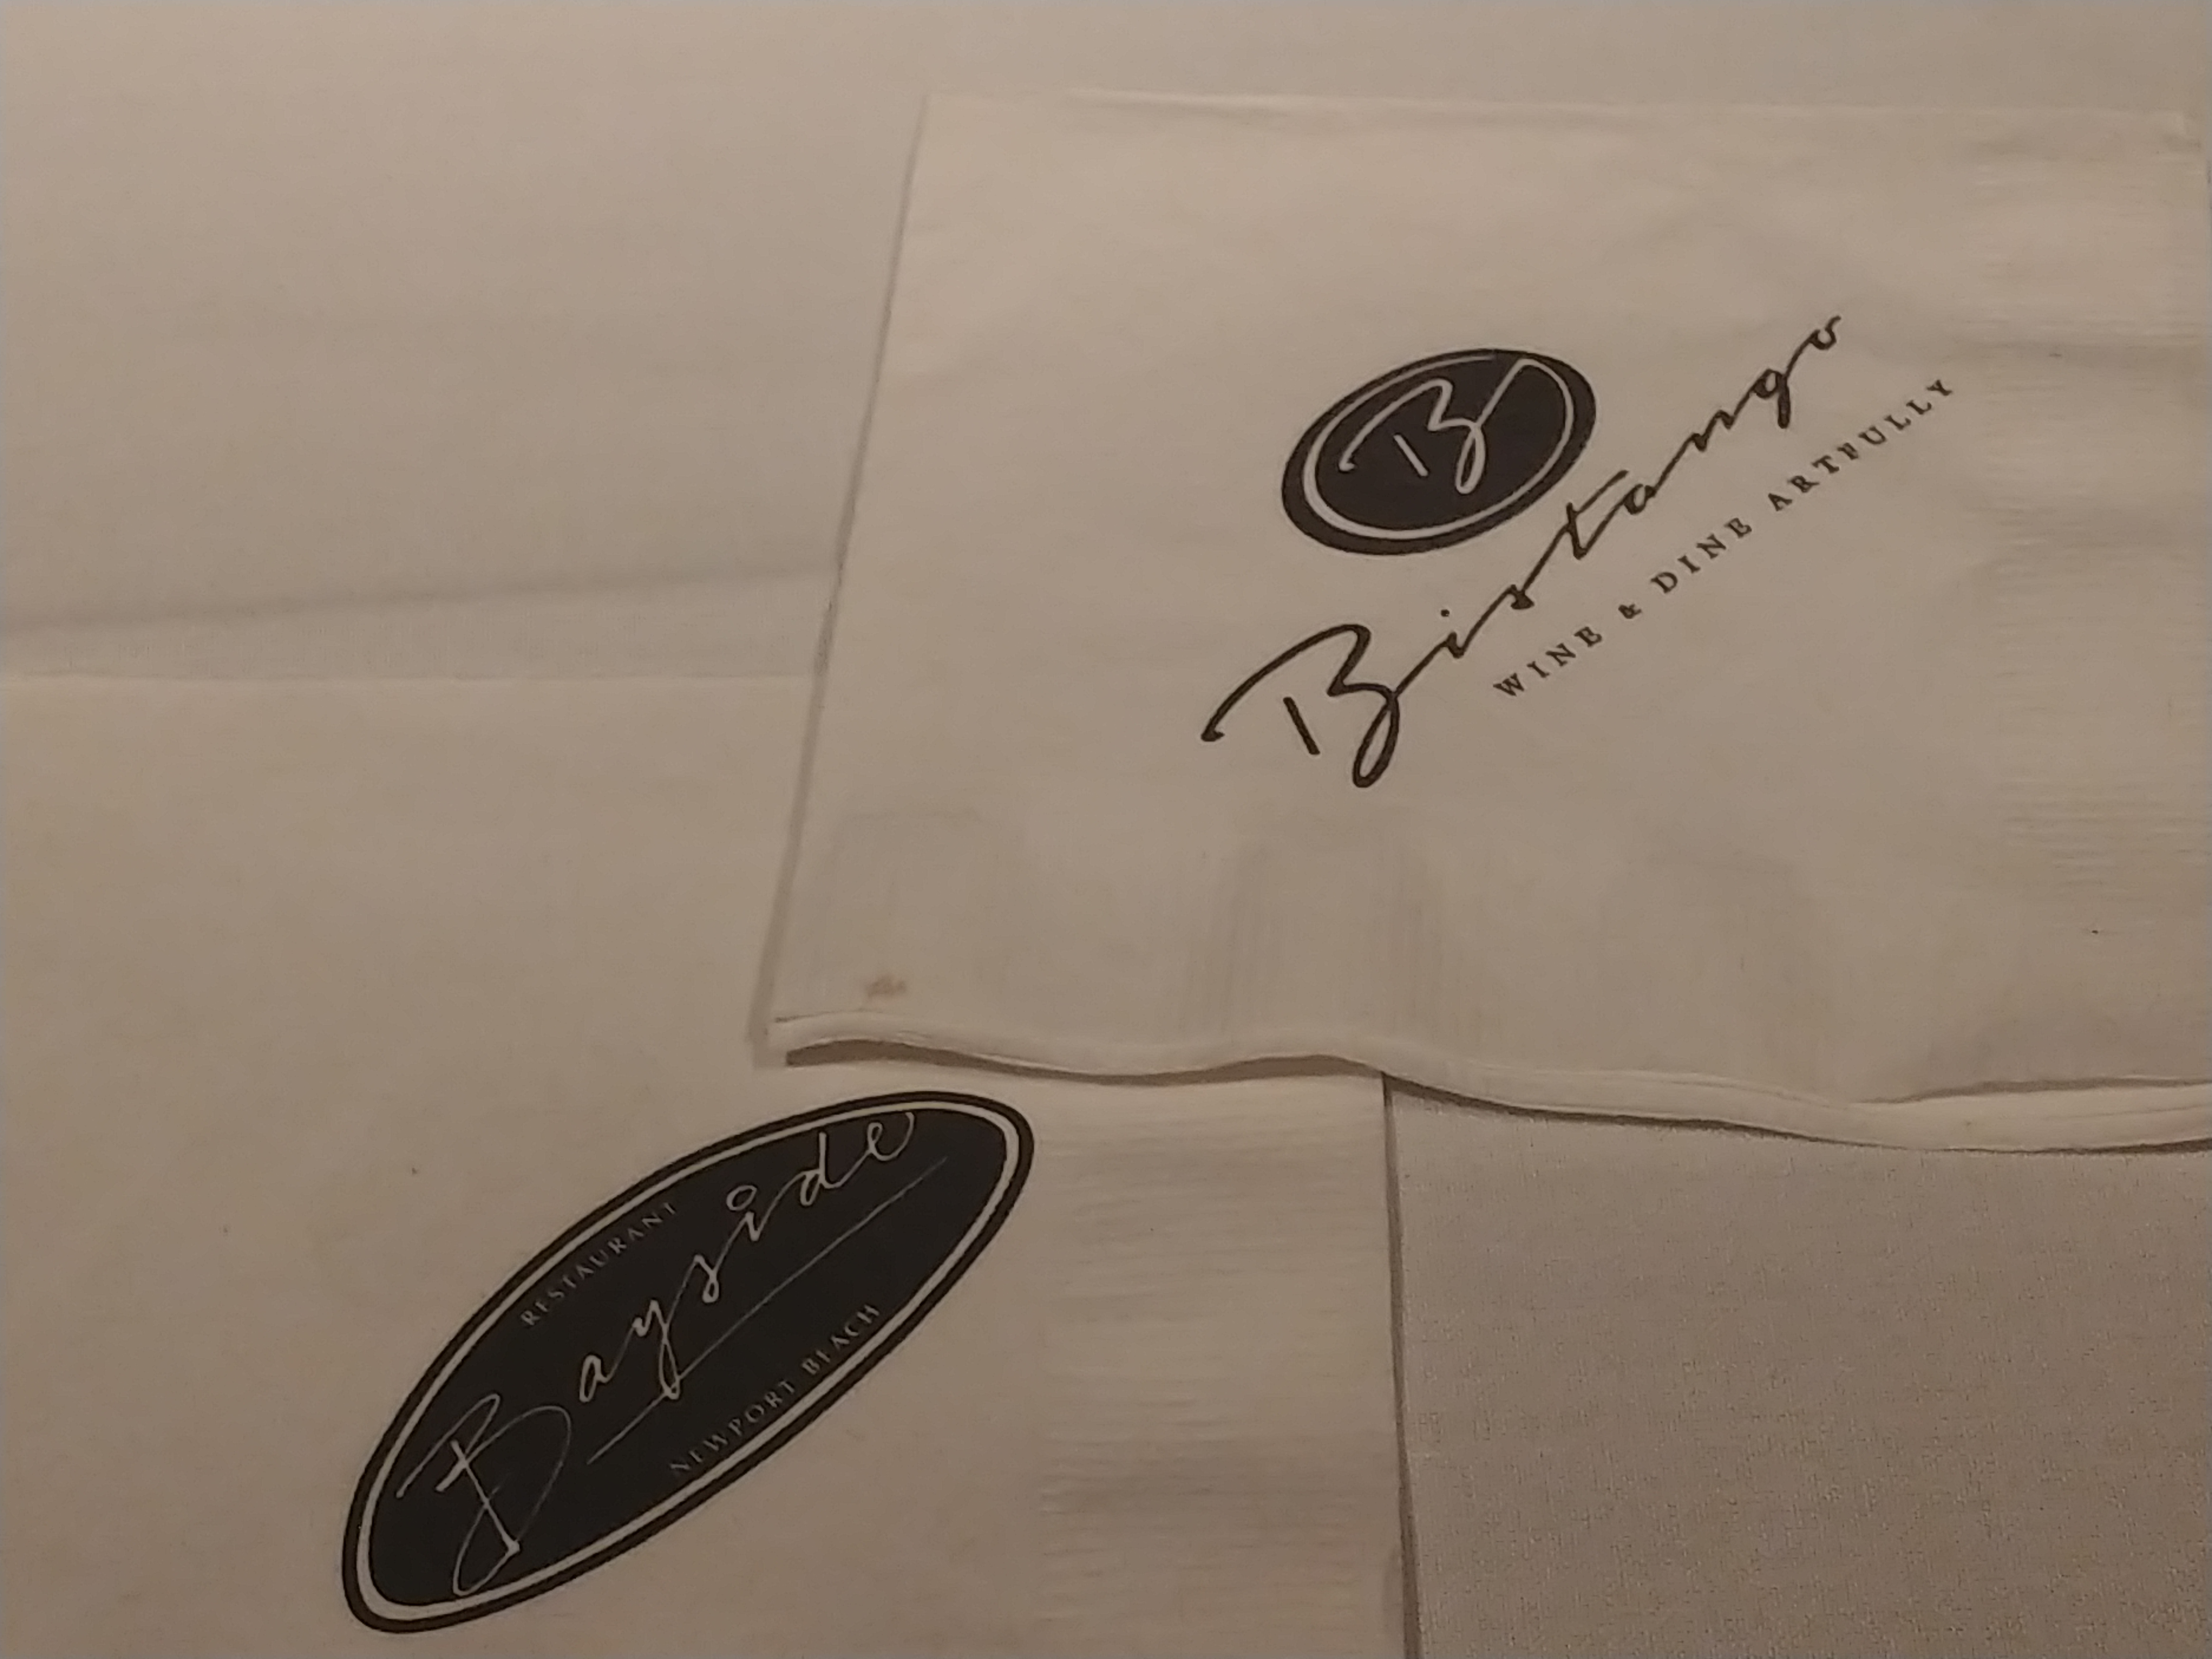 B
Bistango
WINE & DINE ARTFULLY
RESTAURANT
Bayside
NEWPORT BEACH